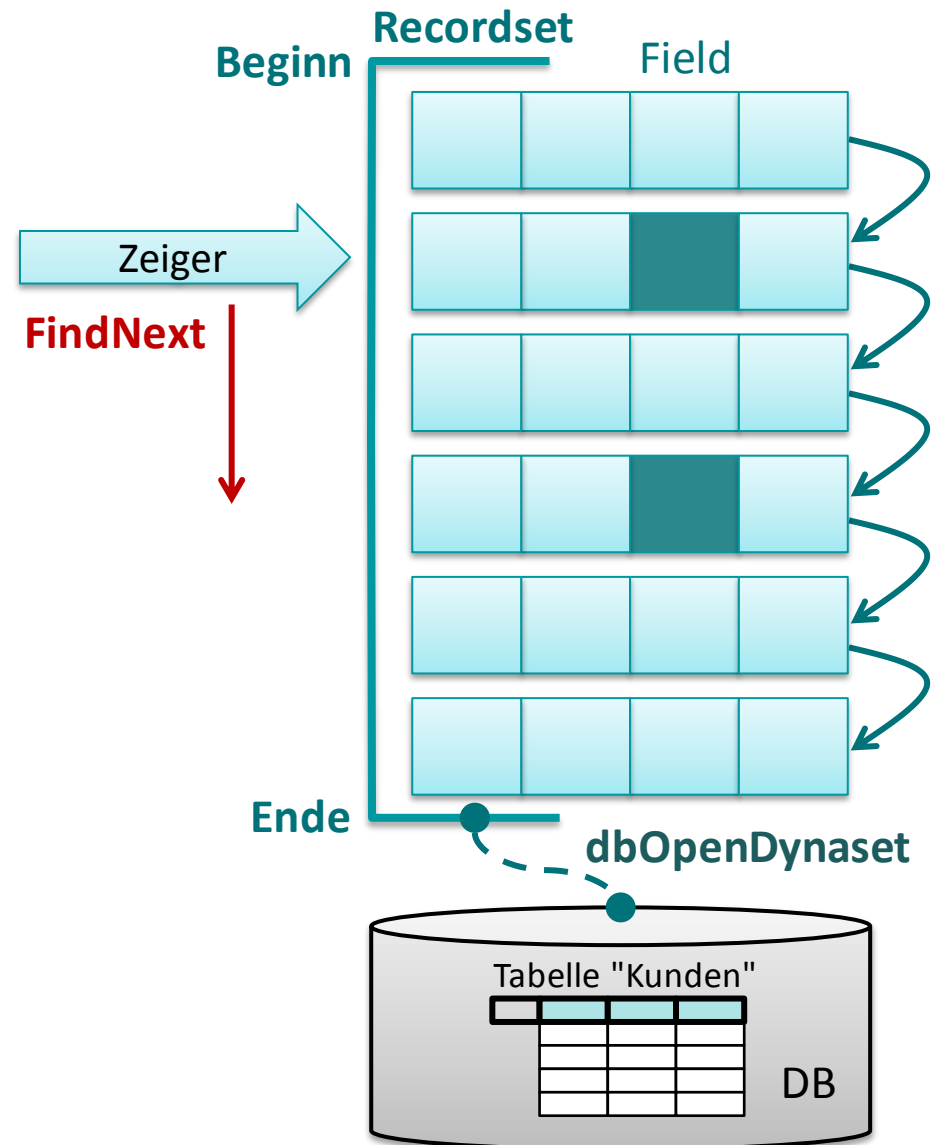 Recordset
Beginn
Field
Zeiger
FindNext
Ende
dbOpenDynaset
Tabelle "Kunden"
DB